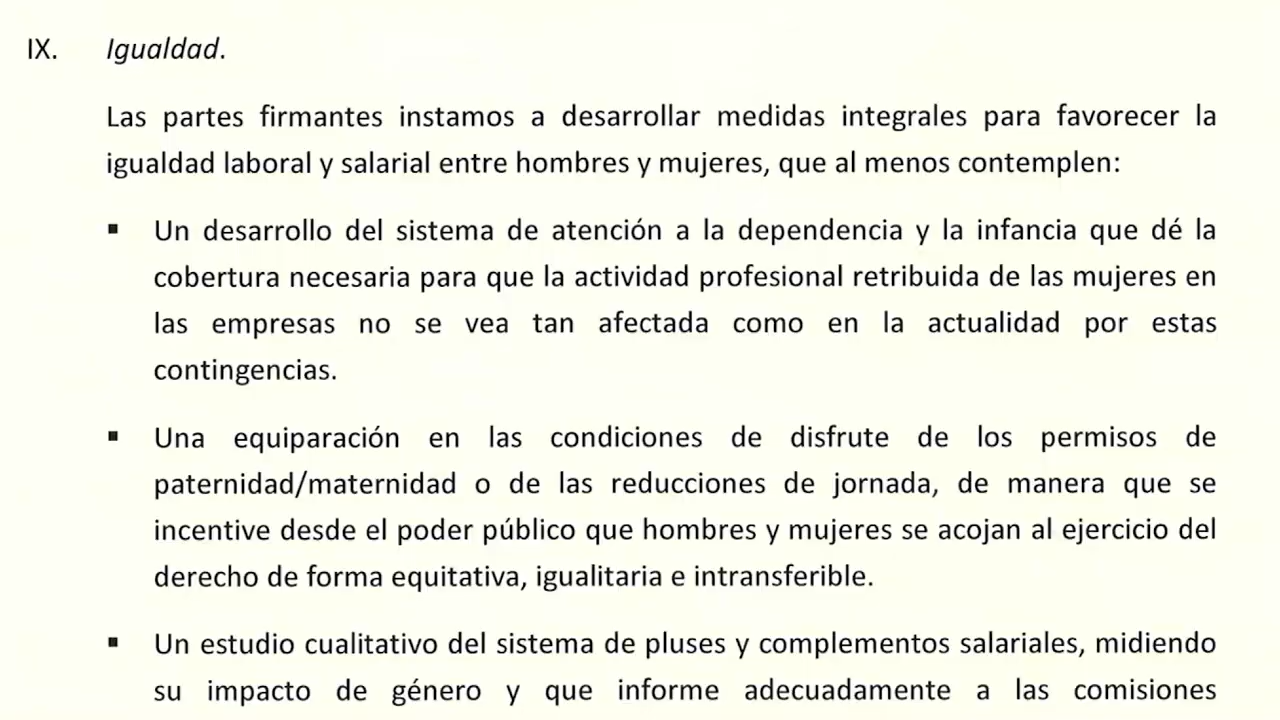 IX. Igualdad.
Las partes firmantes instamos a desarrollar medidas integrales para favorecer la
igualdad laboral y salarial entre hombres y mujeres, que al menos contemplen:
▪ Un desarrollo del sistema de atención a la dependencia y la infancia que dé la
cobertura necesaria para que la actividad profesional retribuida de las mujeres en
las empresas no se vea tan afectada como en la actualidad por estas
contingencias.
▪ Una equiparación en las condiciones de disfrute de los permisos de
paternidad/maternidad o de las reducciones de jornada, de manera que se
incentive desde el poder público que hombres y mujeres se acojan al ejercicio del
derecho de forma equitativa, igualitaria e intransferible.
▪ Un estudio cualitativo del sistema de pluses y complementos salariales, midiendo
su impacto de género y que informe adecuadamente a las comisiones